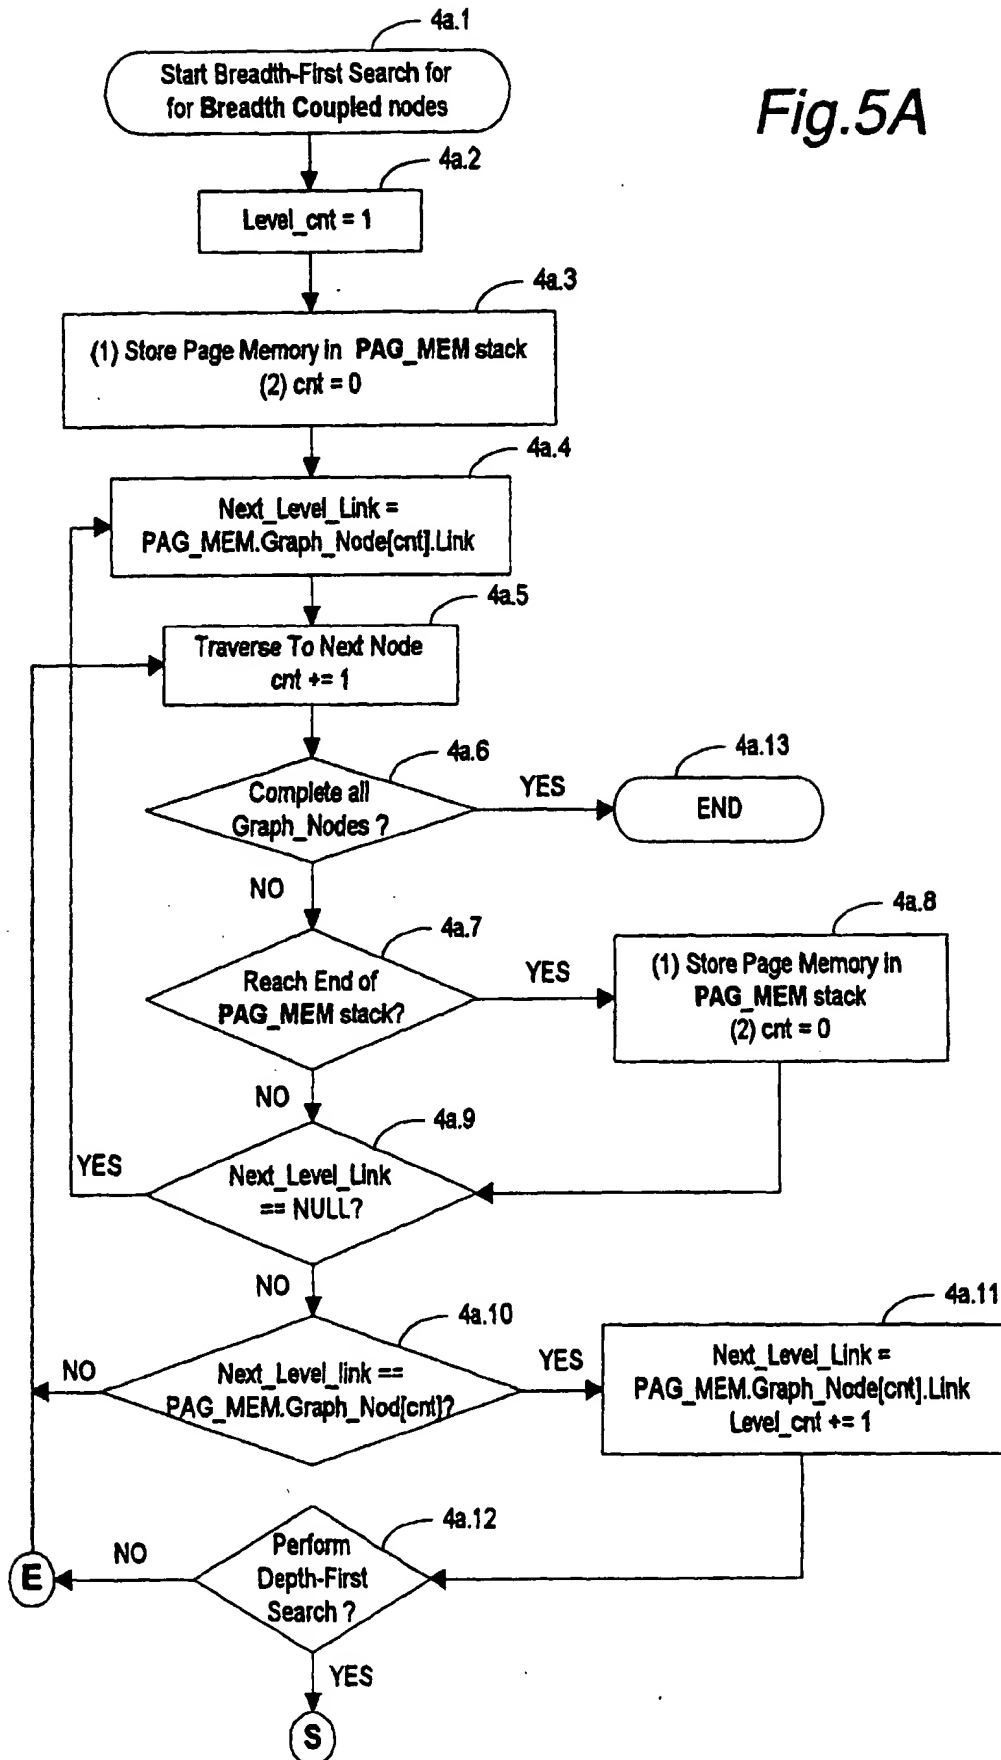 4a.1
Start Breadth-First Search for
for Breadth Coupled nodes
Fig.5A
4a.2
Level_cnt = 1
4a.3
(1) Store Page Memory in PAG_MEM stack
(2) cnt = 0
4a.4
Next_Level_Link =
PAG_MEM.Graph_Node[cnt].Link
4a.5
Traverse To Next Node
cnt += 1
4a.6
Complete all
Graph_Nodes ?
YES
4a.13
END
NO
4a.7
Reach End of
PAG_MEM stack?
YES
4a.8
(1) Store Page Memory in
PAG_MEM stack
(2) cnt = 0
NO
4a.9
Next_Level_Link
== NULL?
YES
NO
4a.10
Next_Level_link ==
PAG_MEM.Graph_Nod[cnt]?
NO
YES
4a.11
Next_Level_Link =
PAG_MEM.Graph_Node[cnt].Link
Level_cnt += 1
4a.12
Perform
Depth-First
Search ?
NO
E
YES
S